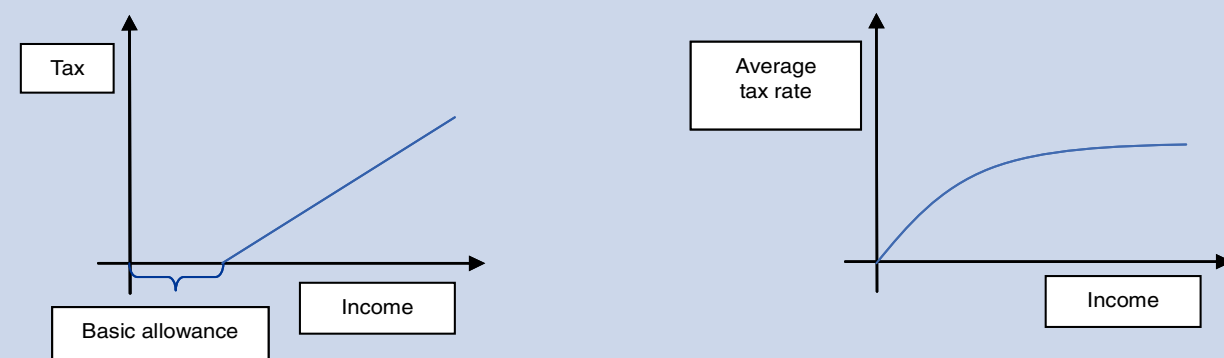 Tax
Average
tax rate
Income
Basic allowance
Income